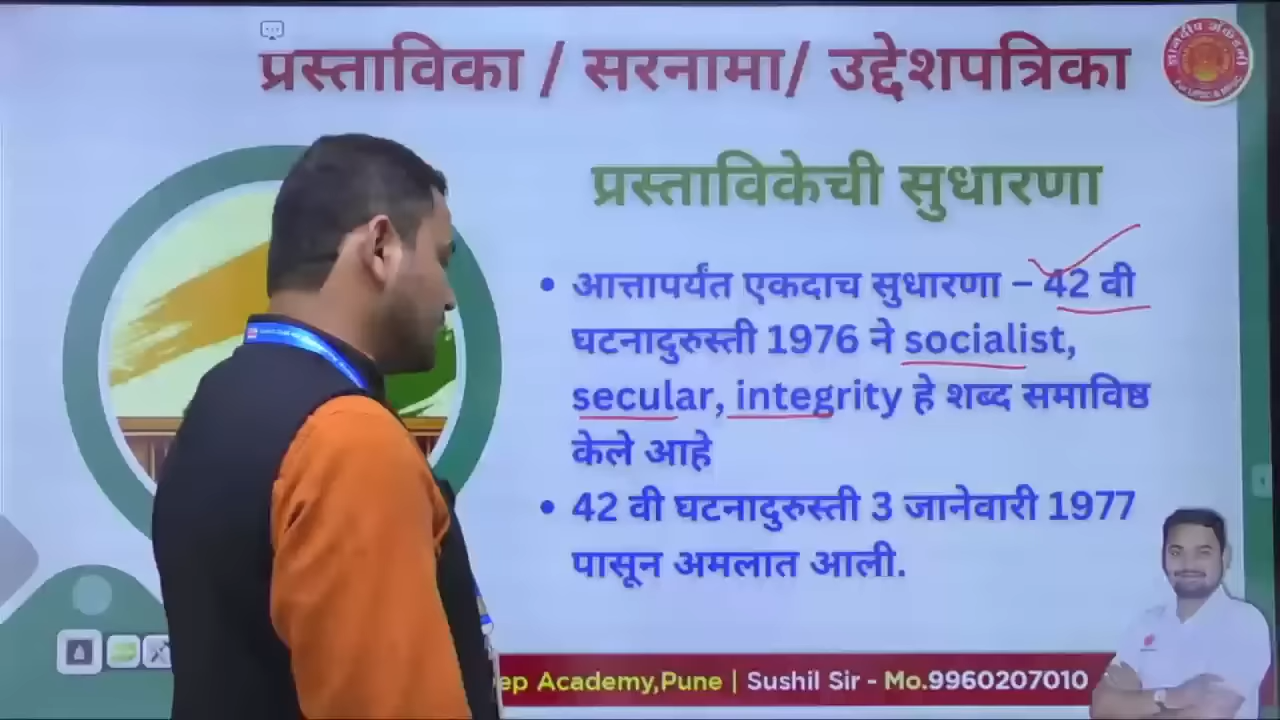 प्रस्ताविका / सरनामा/ उद्देशपत्रिका
प्रस्ताविकेची सुधारणा
• आत्तापर्यंत एकदाच सुधारणा – 42 वी
घटनादुरुस्ती 1976 ने socialist,
secular, integrity हे शब्द समाविष्ठ
केले आहे
• 42 वी घटनादुरुस्ती 3 जानेवारी 1977
पासून अमलात आली.
ep Academy,Pune | Sushil Sir - Mo.9960207010